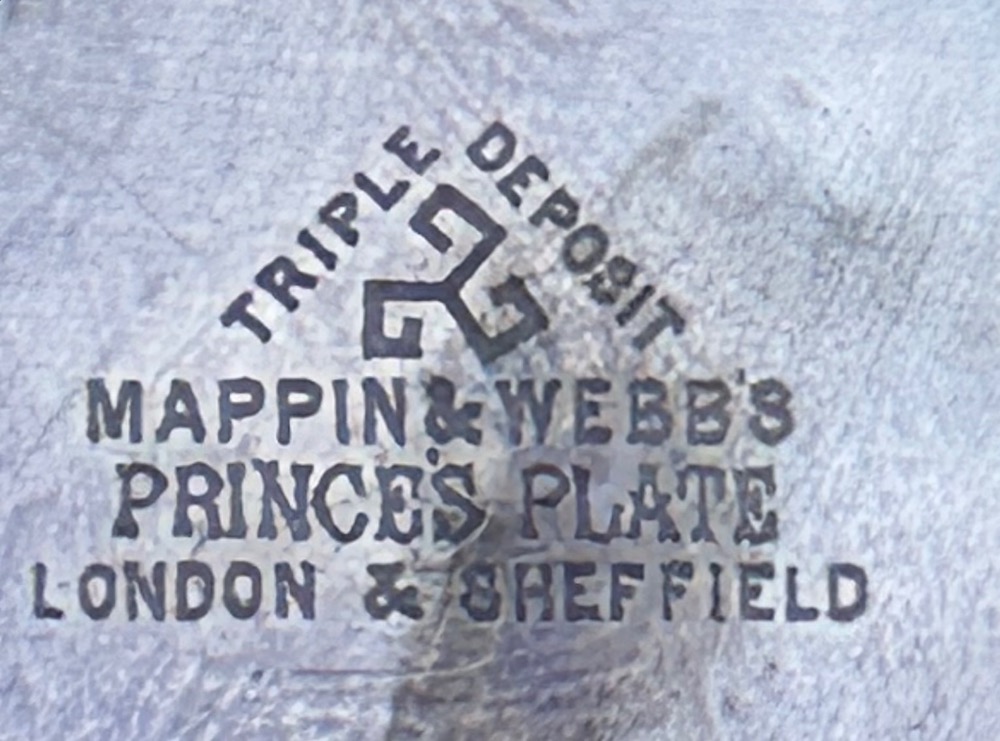 TRIPLE DEPOSIT
MAPPIN & WEBB'S
PRINCE'S PLATE
LONDON & SHEFFIELD